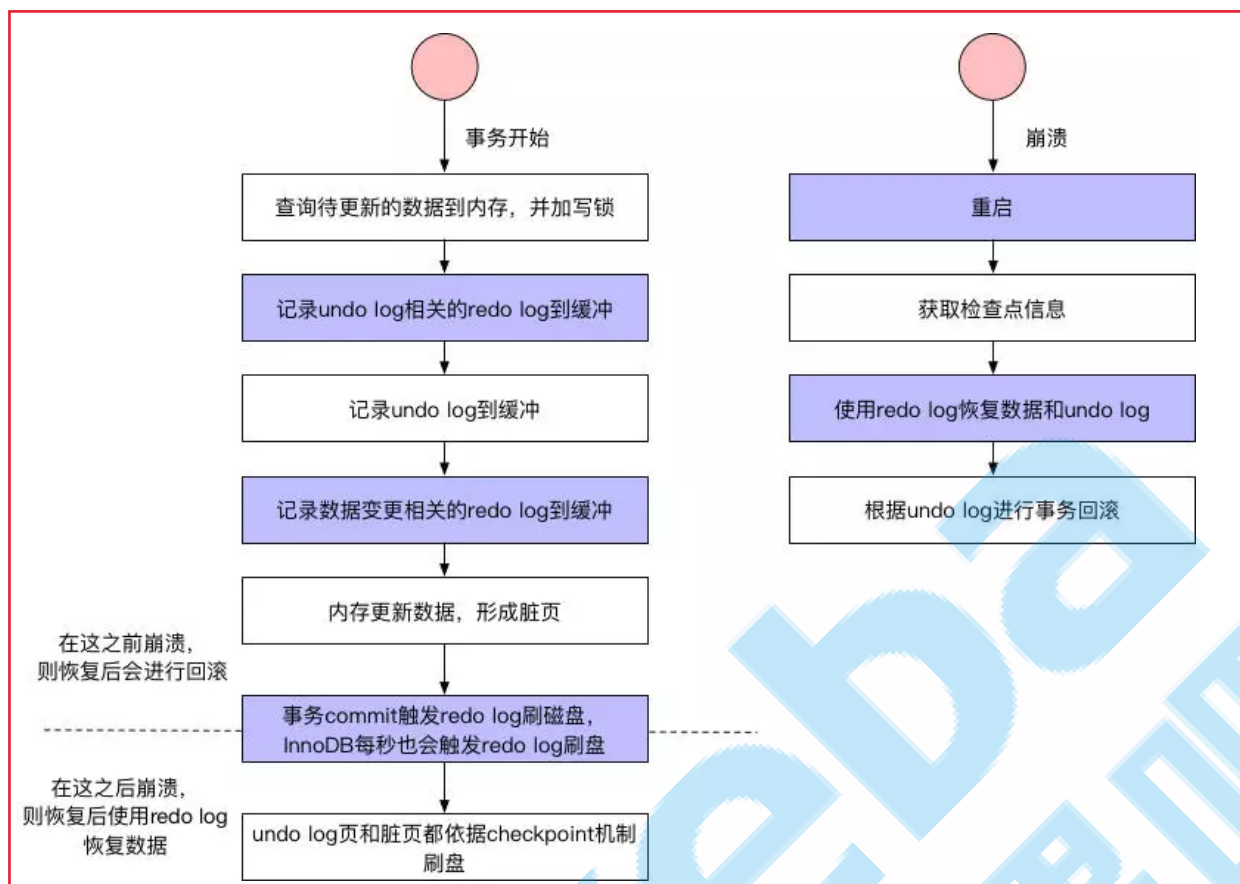 事务开始
查询待更新的数据到内存，并加写锁
记录undo log相关的redo log到缓冲
记录undo log到缓冲
记录数据变更相关的redo log到缓冲
内存更新数据，形成脏页
在这之前崩溃，
则恢复后会进行回滚
事务commit触发redo log刷磁盘，
InnoDB每秒也会触发redo log刷盘
在这之后崩溃，
则恢复后使用redo log
恢复数据
undo log页和脏页都依据checkpoint机制
刷盘
崩溃
重启
获取检查点信息
使用redo log恢复数据和undo log
根据undo log进行事务回滚